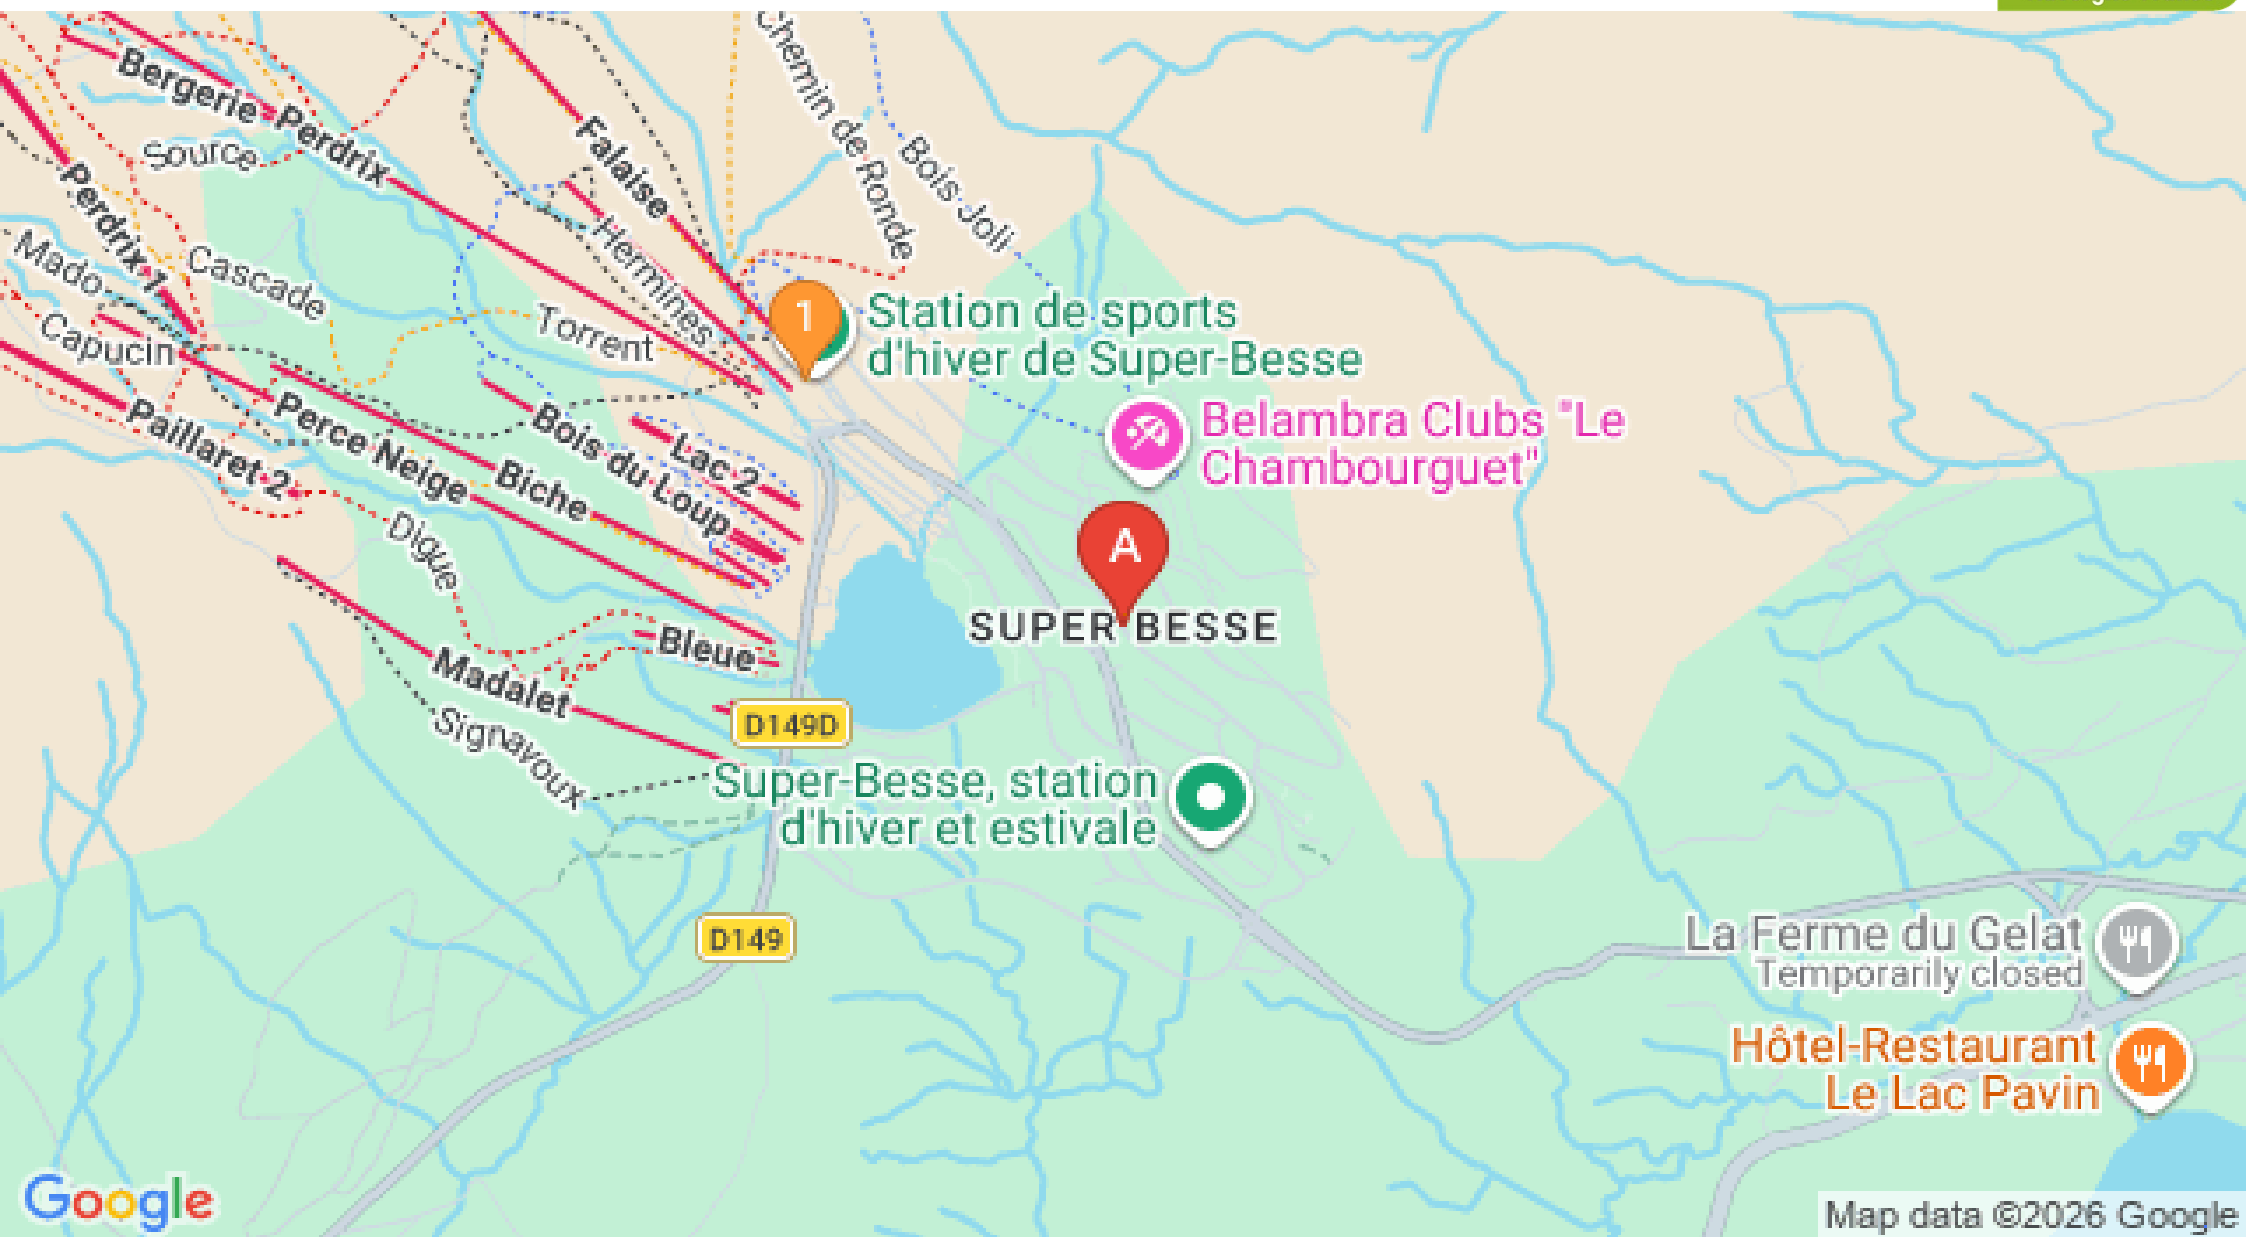 Bergerie
Perdrix
Source
Falaise
Chemin de Ronde
Bois Joli
Perdrix 1
Mado
Cascade
Hermines
Capucin
Torrent
1
Station de sports
d'hiver de Super-Besse
Paillaret 2
Perce Neige
Biche
Bois du Loup
Lac 2
Belambra Clubs "Le
Chambourguet"
A
SUPER BESSE
Digue
Bleue
Madalet
Signavoux
D149D
Super-Besse, station
d'hiver et estivale
D149
La Ferme du Gelat
Temporarily closed
Hôtel-Restaurant
Le Lac Pavin
Google
Map data ©2026 Google